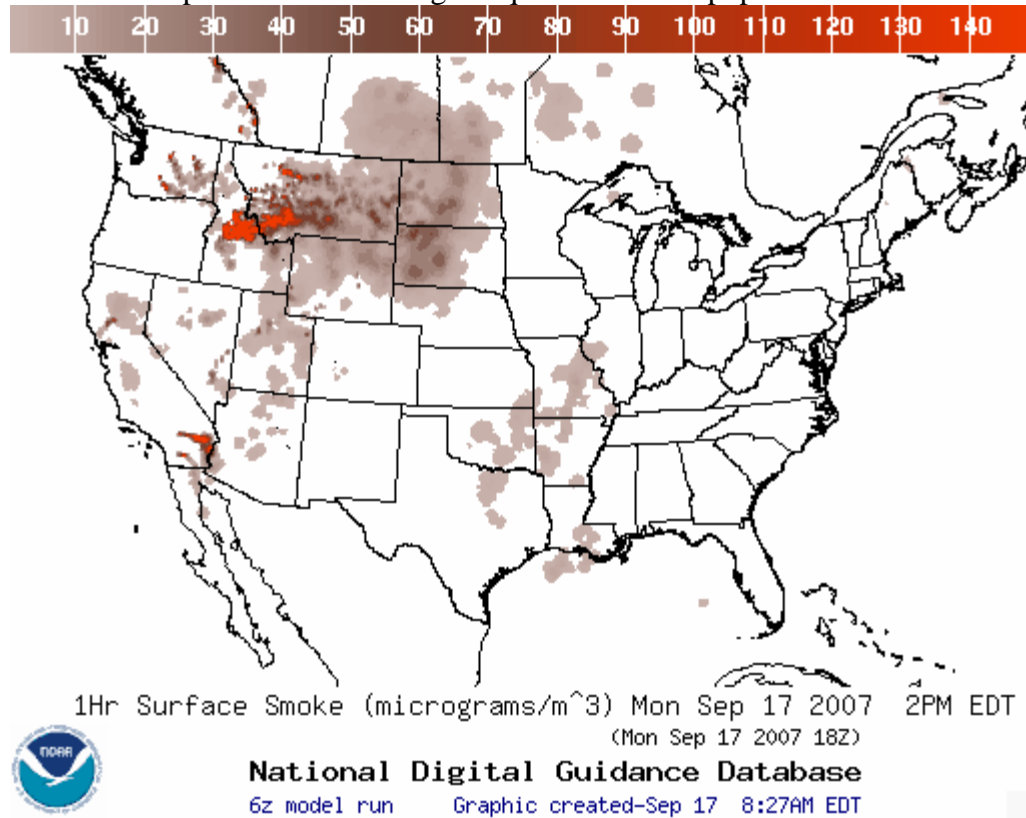 10 20 30 40 50 60 70 80 90 100 110 120 130 140
1Hr Surface Smoke (micrograms/m^3) Mon Sep 17 2007 2PM EDT
(Mon Sep 17 2007 18Z)
NOAA
National Digital Guidance Database
6z model run Graphic created-Sep 17 8:27AM EDT